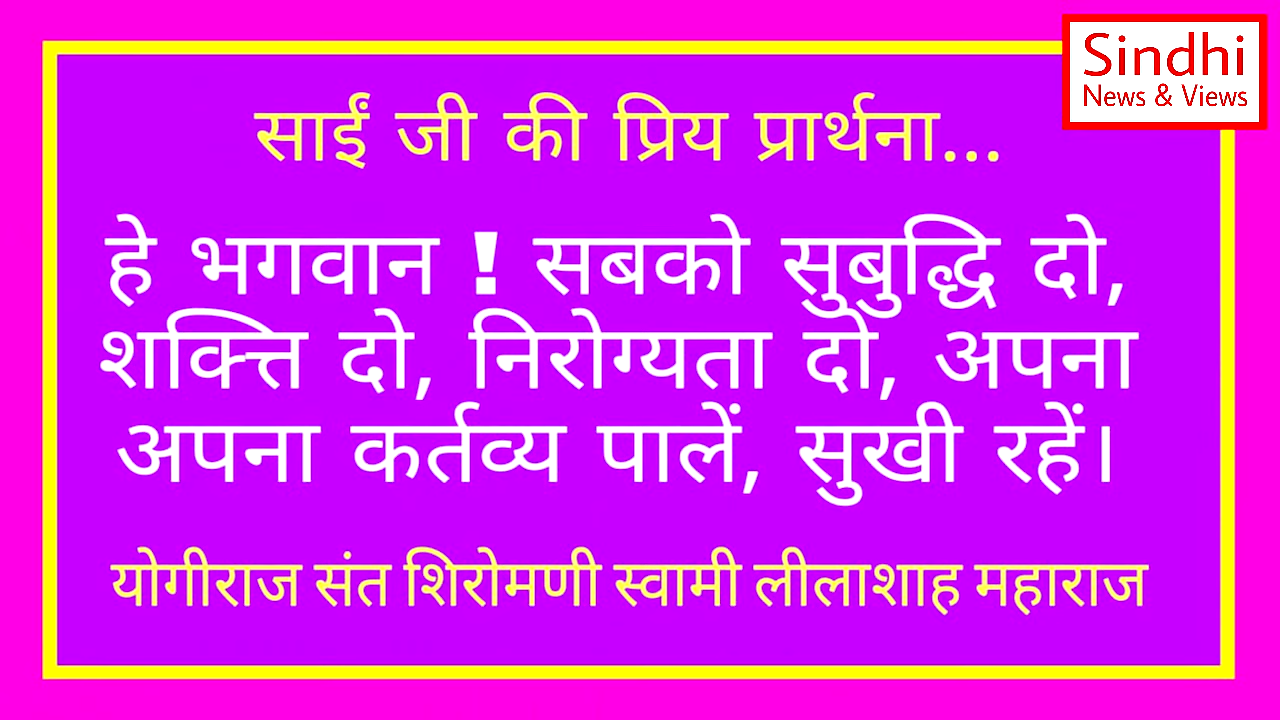 Sindhi
News & Views
साईं जी की प्रिय प्रार्थना...
हे भगवान ! सबको सुबुद्धि दो,
शक्ति दो, निरोग्यता दो, अपना
अपना कर्तव्य पालें, सुखी रहें।
योगीराज संत शिरोमणी स्वामी लीलाशाह महाराज